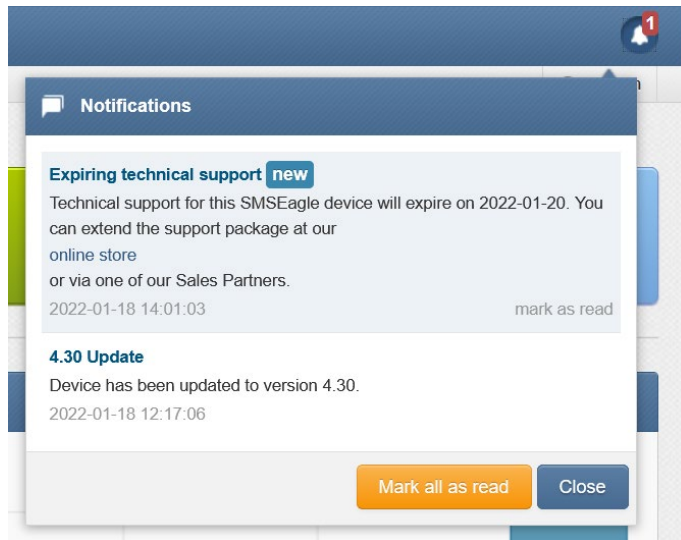 1
Notifications
Expiring technical support new
Technical support for this SMSEagle device will expire on 2022-01-20. You
can extend the support package at our
online store
or via one of our Sales Partners.
2022-01-18 14:01:03 mark as read
4.30 Update
Device has been updated to version 4.30.
2022-01-18 12:17:06
Mark all as read Close